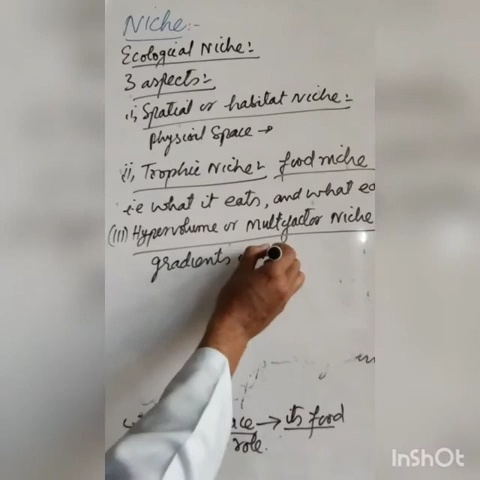 Niche:-
Ecological Niche:-
3 aspects:-
(i) Spatial or habitat Niche:-
Physical Space →
(ii) Trophic Niche:- food niche
i.e what it eats, and what
(III) Hypervolume or Multifactor Niche
gradients
→ its food
role.
InShOt